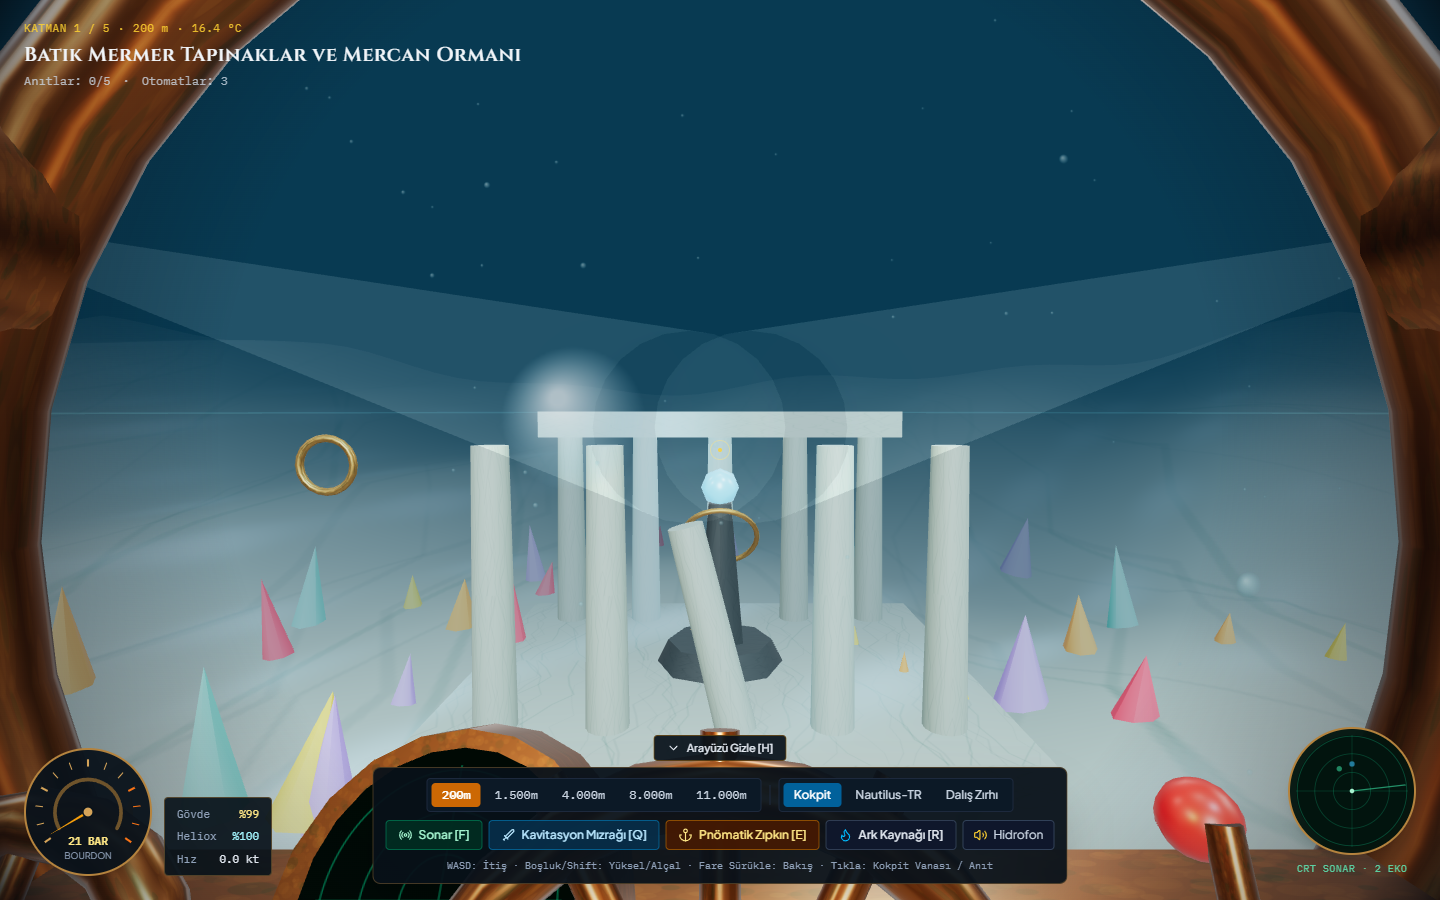 KATMAN 1 / 5 · 200 m · 16.4 °C
Batık Mermer Tapınaklar ve Mercan Ormanı
Anıtlar: 0/5 · Otomatlar: 3
Arayüzü Gizle [H]
200m 1.500m 4.000m 8.000m 11.000m Kokpit Nautilus-TR Dalış Zırhı
Sonar [F] Kavitasyon Mızrağı [Q] Pnömatik Zıpkın [E] Ark Kaynağı [R] Hidrofon
WASD: İtiş · Boşluk/Shift: Yüksel/Alçal · Fare Sürükle: Bakış · Tıkla: Kokpit Vanası / Anıt
21 BAR
BOURDON
Gövde %99
Heliox %100
Hız 0.0 kt
CRT SONAR · 2 EKO